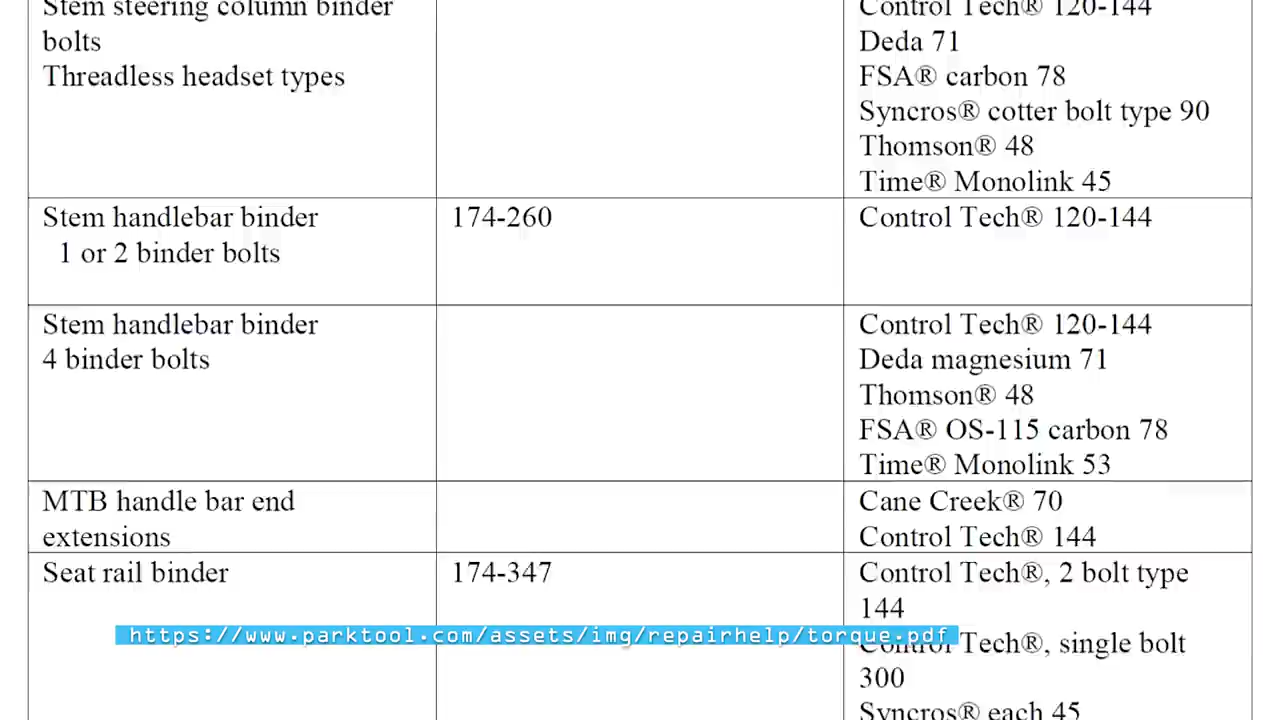 Stem steering column binder
bolts
Threadless headset types
Control Tech® 120-144
Deda 71
FSA® carbon 78
Syncros® cotter bolt type 90
Thomson® 48
Time® Monolink 45
Stem handlebar binder
1 or 2 binder bolts
174-260
Control Tech® 120-144
Stem handlebar binder
4 binder bolts
Control Tech® 120-144
Deda magnesium 71
Thomson® 48
FSA® OS-115 carbon 78
Time® Monolink 53
MTB handle bar end
extensions
Cane Creek® 70
Control Tech® 144
Seat rail binder
174-347
Control Tech®, 2 bolt type
144
Control Tech®, single bolt
300
Syncros® each 45
https://www.parktool.com/assets/img/repairhelp/torque.pdf